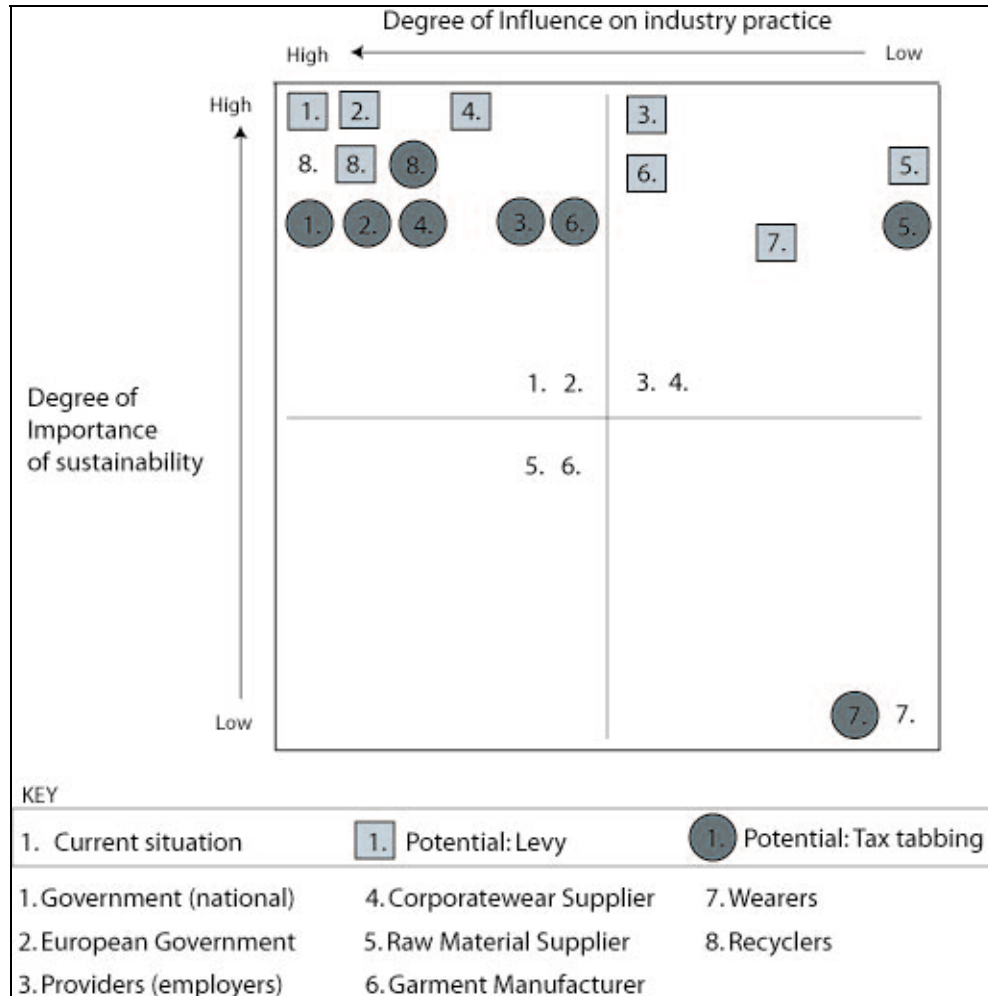 Degree of Influence on industry practice
High Low
High
1. 2. 4. 3.
8. 8. 8. 6. 5.
1. 2. 4. 3. 6. 5.
7.
1. 2. 3. 4.
Degree of
Importance
of sustainability
5. 6.
7. 7.
Low
KEY
1. Current situation 1. Potential: Levy 1. Potential: Tax tabbing
1. Government (national) 4. Corporatewear Supplier 7. Wearers
2. European Government 5. Raw Material Supplier 8. Recyclers
3. Providers (employers) 6. Garment Manufacturer